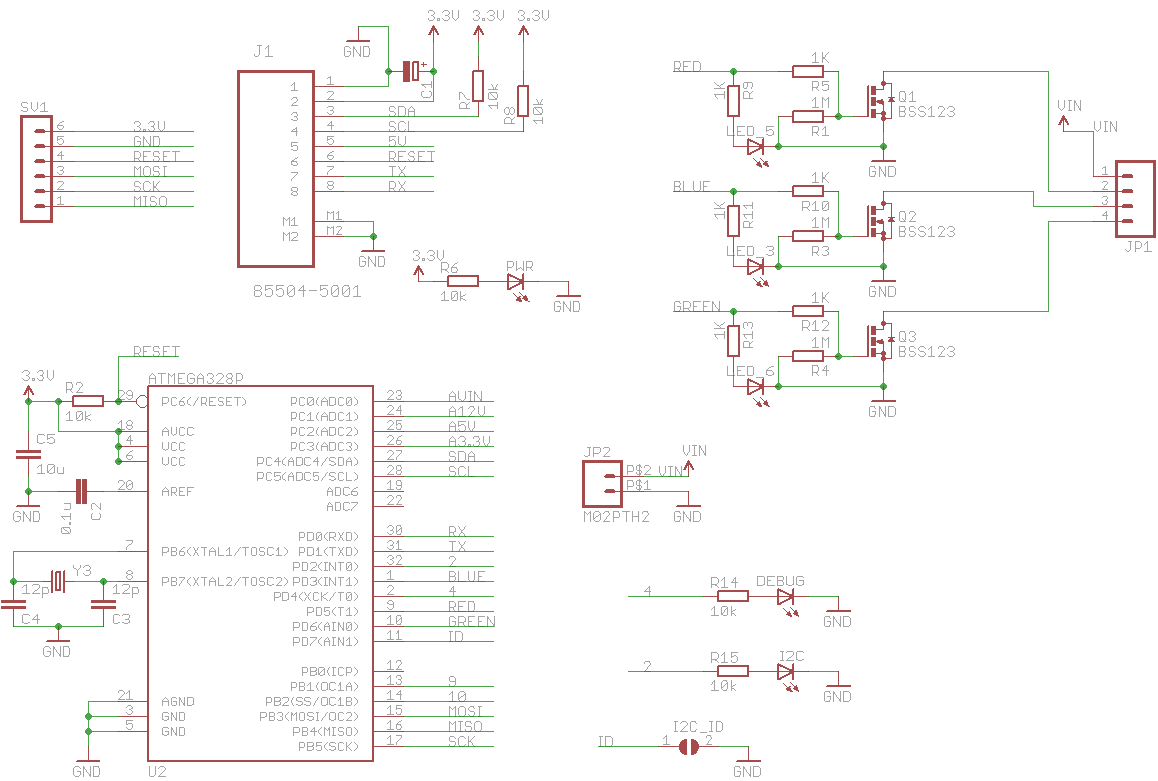 3.3V 3.3V 3.3V
GND
J1
C1
+
R7
10k
R8
10k
1 1
2 2
3 3 SDA
4 4 SCL
5 5 5V
6 6 RESET
7 7 TX
8 8 RX
M1 M1
M2 M2
GND
85504-5001
SV1
6 3.3V
5 GND
4 RESET
3 MOSI
2 SCK
1 MISO
3.3V
R6
10k
PWR
GND
RED
1K
R9
1K
R5
1M
R1
LED_5
Q1
BSS123
GND
BLUE
1K
R11
1K
R10
1M
R3
LED_3
Q2
BSS123
GND
GREEN
1K
R13
1K
R12
1M
R4
LED_6
Q3
BSS123
GND
VIN
VIN
1
2
3
4
JP1
RESET
3.3V
R2
10k
C5
10u
GND
0.1u
C2
ATMEGA328P
29 PC6(/RESET)
18 AVCC
4 VCC
6 VCC
20 AREF
7 PB6(XTAL1/TOSC1)
8 PB7(XTAL2/TOSC2)
Y3
12p
C4
12p
C3
GND
21 AGND
3 GND
5 GND
GND
U2
PC0(ADC0) 23 AVIN
PC1(ADC1) 24 A12V
PC2(ADC2) 25 A5V
PC3(ADC3) 26 A3.3V
PC4(ADC4/SDA) 27 SDA
PC5(ADC5/SCL) 28 SCL
ADC6 19
ADC7 22
PD0(RXD) 30 RX
PD1(TXD) 31 TX
PD2(INT0) 32 2
PD3(INT1) 1 BLUE
PD4(XCK/T0) 2 4
PD5(T1) 9 RED
PD6(AIN0) 10 GREEN
PD7(AIN1) 11 ID
PB0(ICP) 12
PB1(OC1A) 13 9
PB2(SS/OC1B) 14 10
PB3(MOSI/OC2) 15 MOSI
PB4(MISO) 16 MISO
PB5(SCK) 17 SCK
JP2
P$2 VIN
P$1
VIN
M02PTH2
GND
4
R14
10k
DEBUG
GND
2
R15
10k
I2C
GND
ID
I2C_ID
1 2
GND